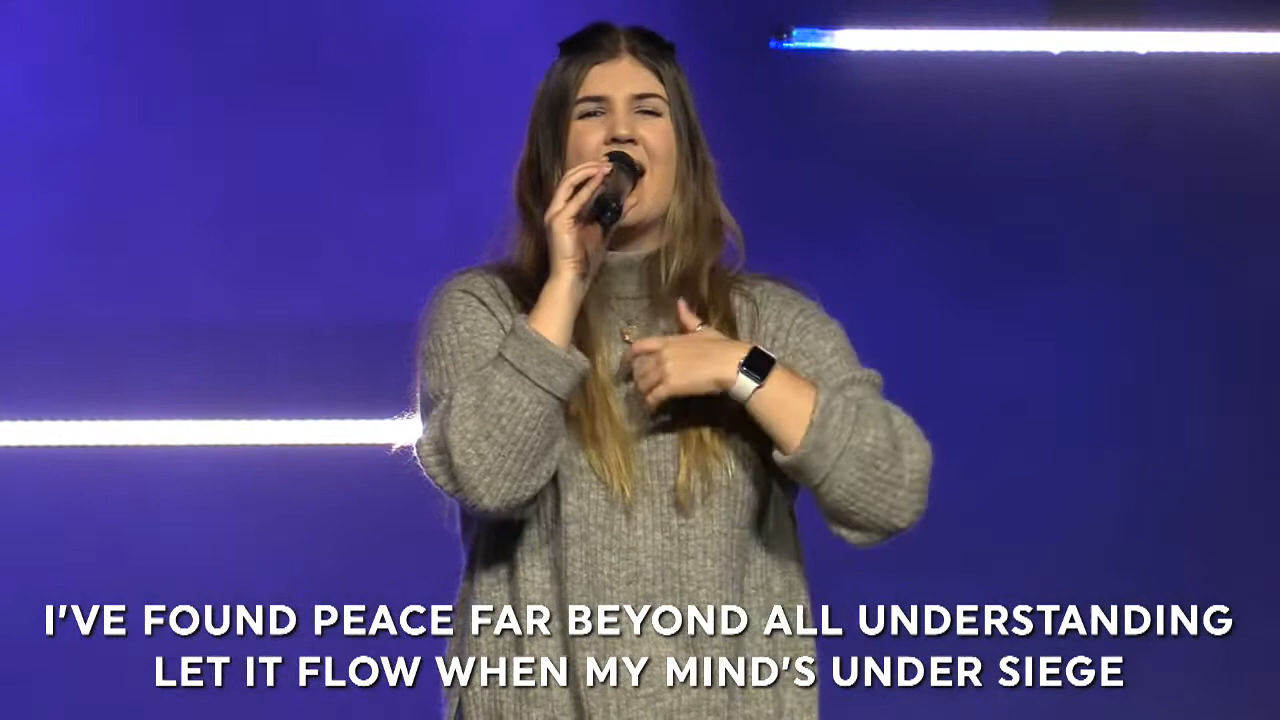 I'VE FOUND PEACE FAR BEYOND ALL UNDERSTANDING
LET IT FLOW WHEN MY MIND'S UNDER SIEGE